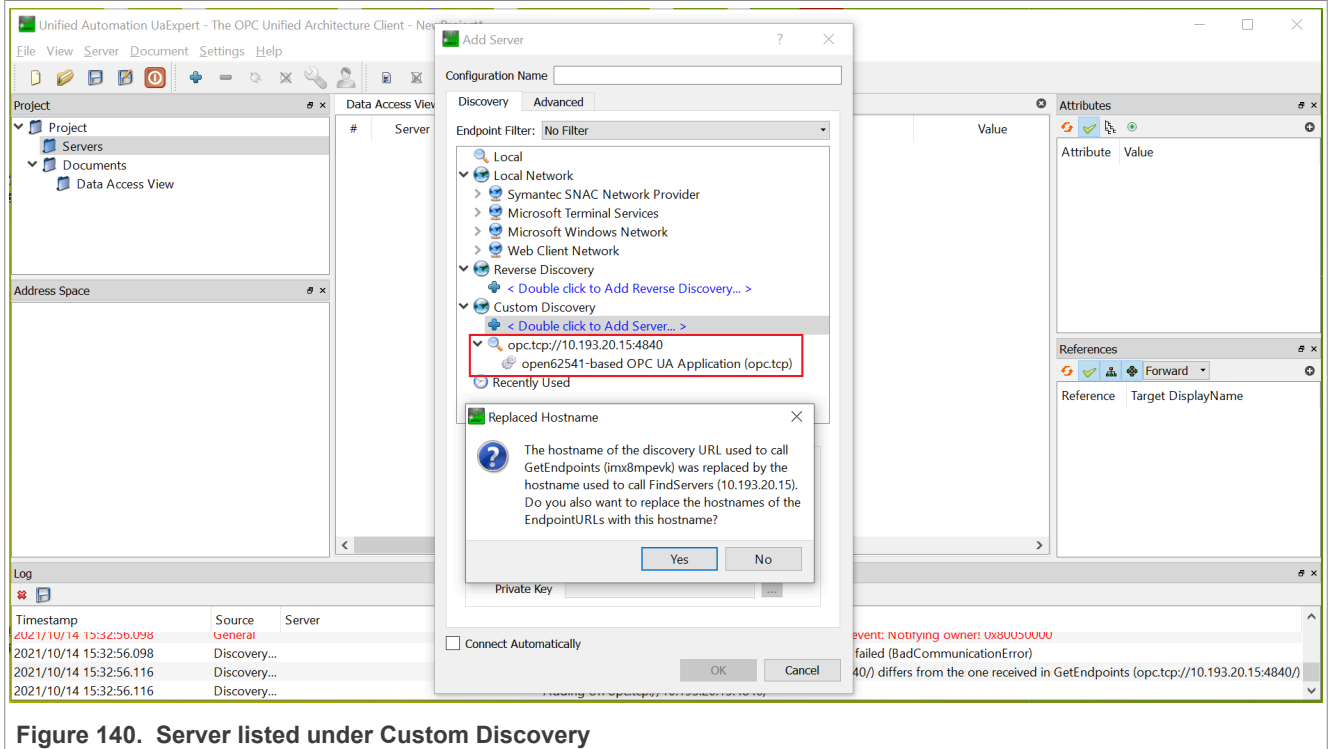 Unified Automation UaExpert - The OPC Unified Architecture Client - New Project*
File View Server Document Settings Help
Project
Project
Servers
Documents
Data Access View
Address Space
Data Access View
# Server
Value
Attributes
Attribute Value
References
Forward
Reference Target DisplayName
Add Server
Configuration Name
Discovery Advanced
Endpoint Filter: No Filter
Local
Local Network
Symantec SNAC Network Provider
Microsoft Terminal Services
Microsoft Windows Network
Web Client Network
Reverse Discovery
< Double click to Add Reverse Discovery... >
Custom Discovery
< Double click to Add Server... >
opc.tcp://10.193.20.15:4840
open62541-based OPC UA Application (opc.tcp)
Recently Used
Replaced Hostname
The hostname of the discovery URL used to call
GetEndpoints (imx8mpevk) was replaced by the
hostname used to call FindServers (10.193.20.15).
Do you also want to replace the hostnames of the
EndpointURLs with this hostname?
Yes No
Private Key ...
Connect Automatically
OK Cancel
Log
Timestamp Source Server
2021/10/14 15:32:56.098 General event: Notifying owner! 0x80050000
2021/10/14 15:32:56.098 Discovery... failed (BadCommunicationError)
2021/10/14 15:32:56.116 Discovery... 40/) differs from the one received in GetEndpoints (opc.tcp://10.193.20.15:4840/)
2021/10/14 15:32:56.116 Discovery...
Figure 140. Server listed under Custom Discovery